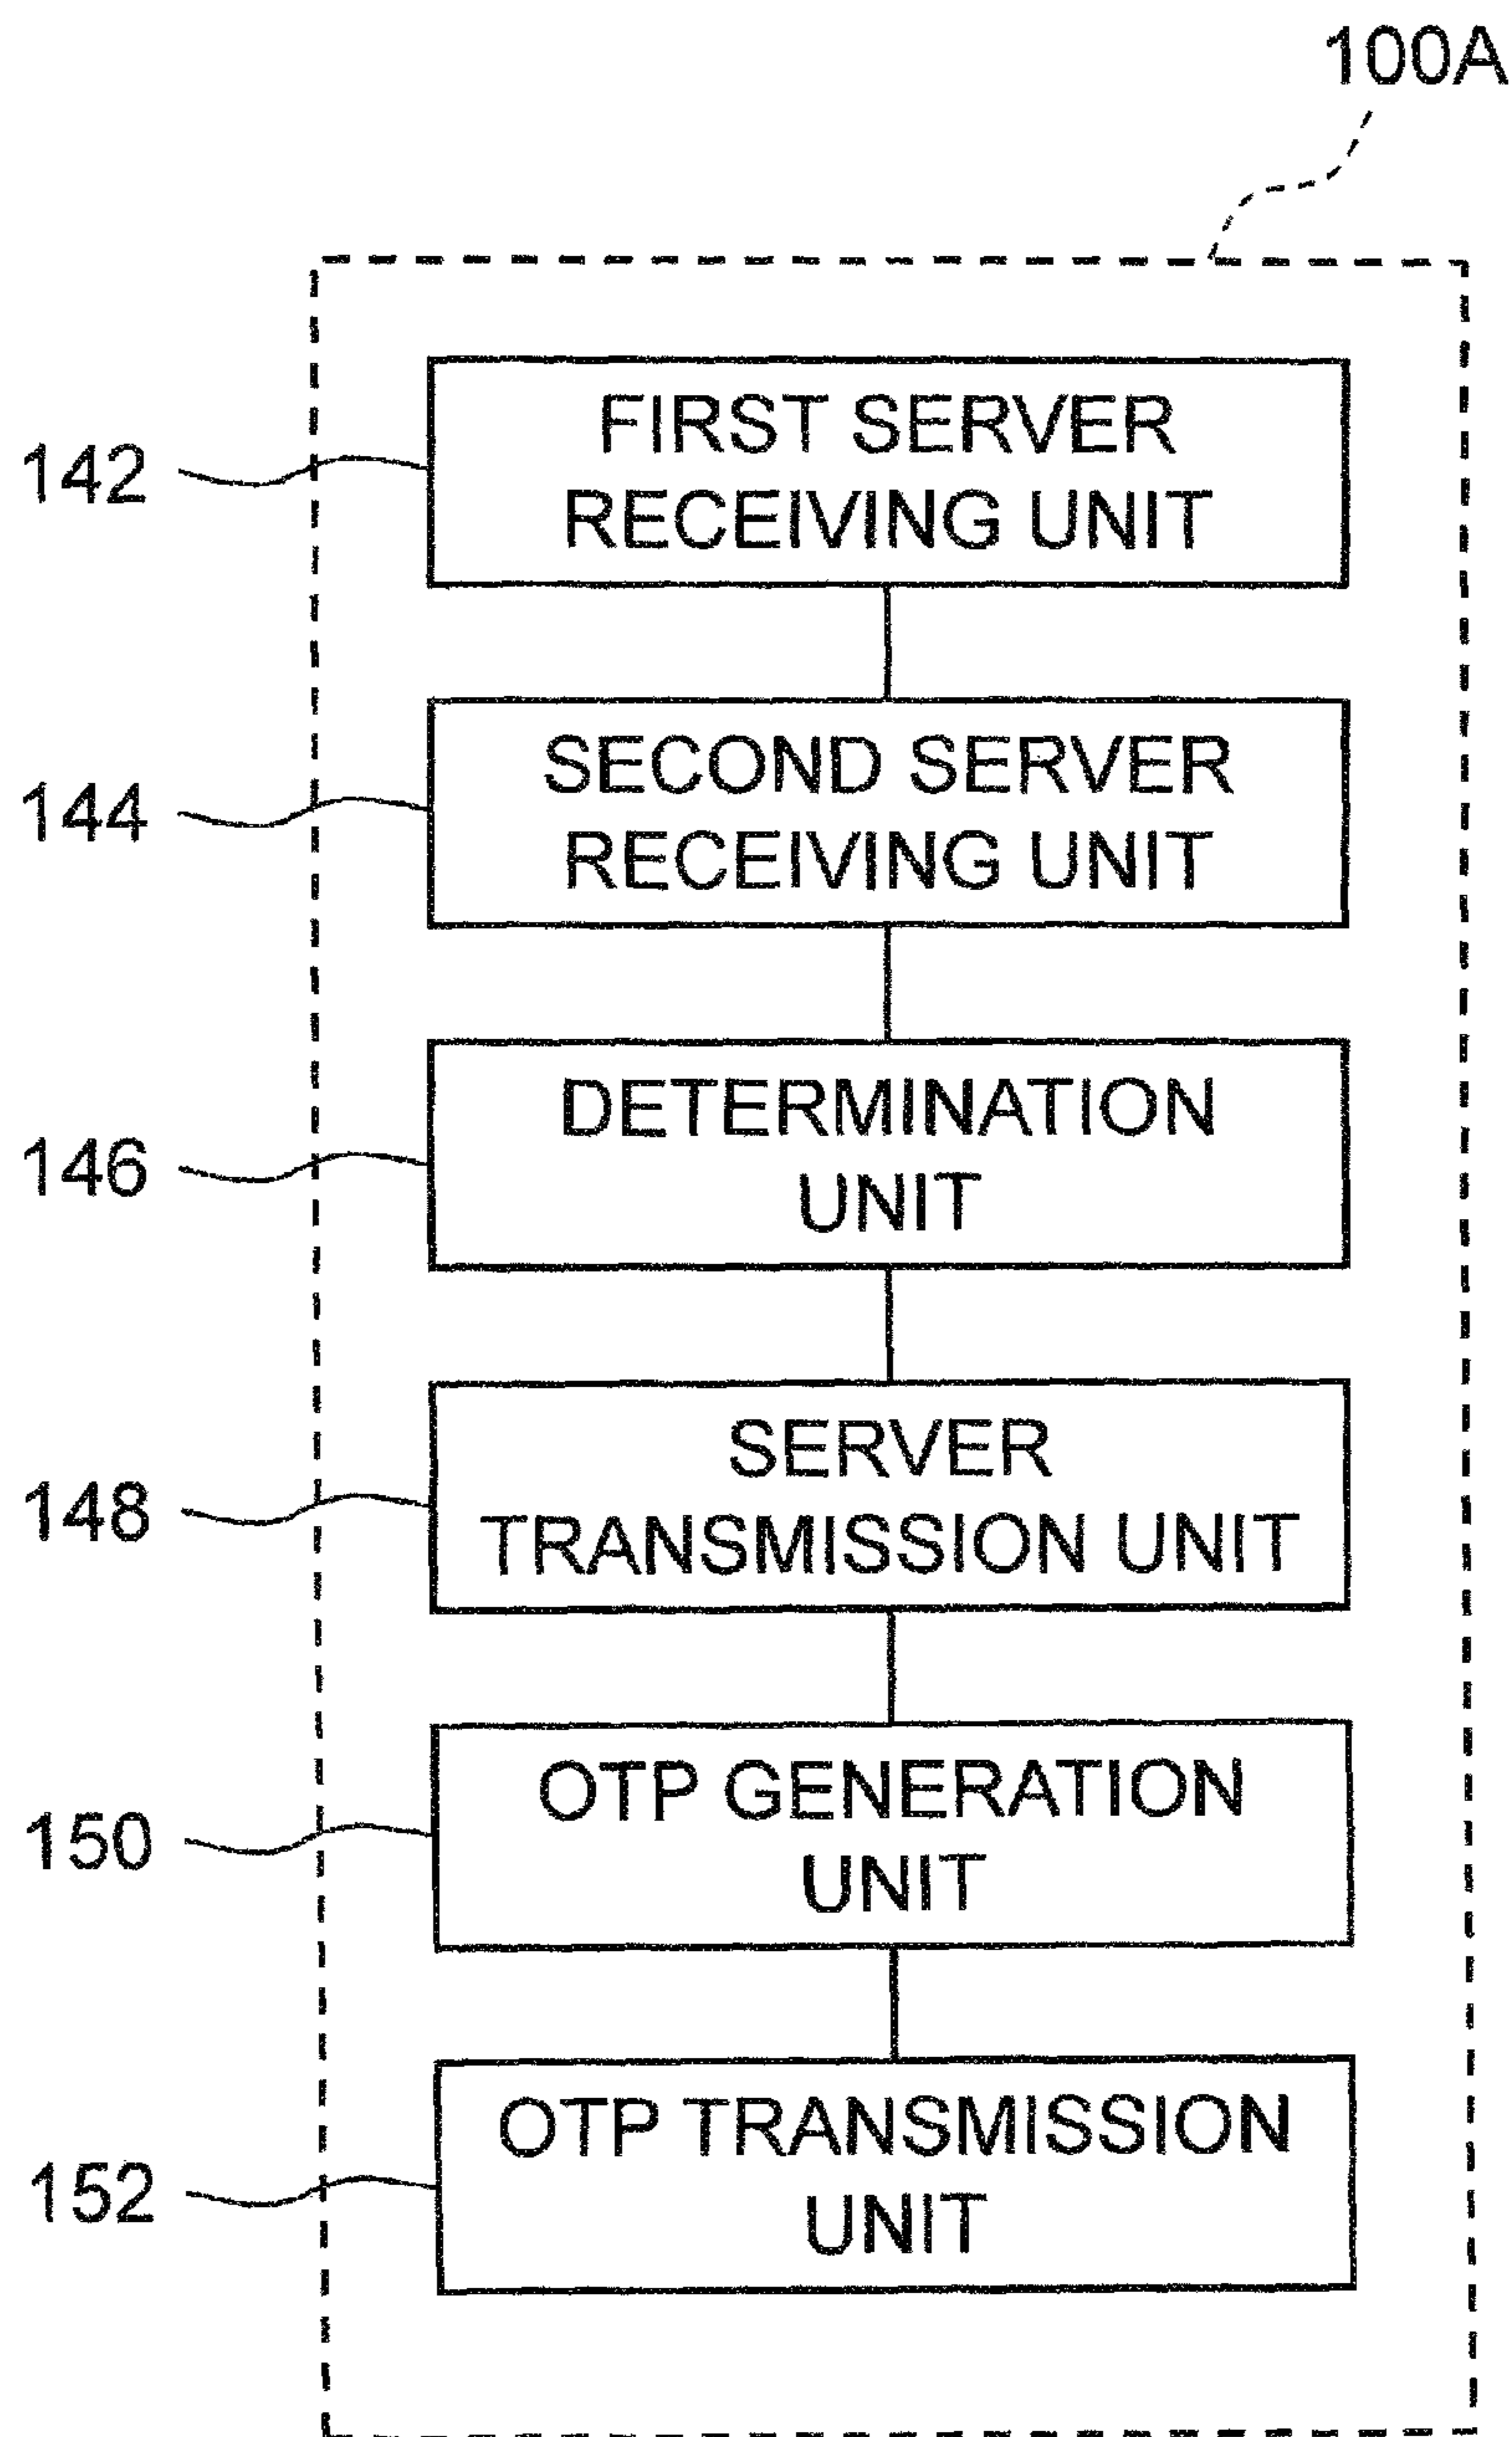 100A
142
FIRST SERVER
RECEIVING UNIT
144
SECOND SERVER
RECEIVING UNIT
146
DETERMINATION
UNIT
148
SERVER
TRANSMISSION UNIT
150
OTP GENERATION
UNIT
152
OTP TRANSMISSION
UNIT